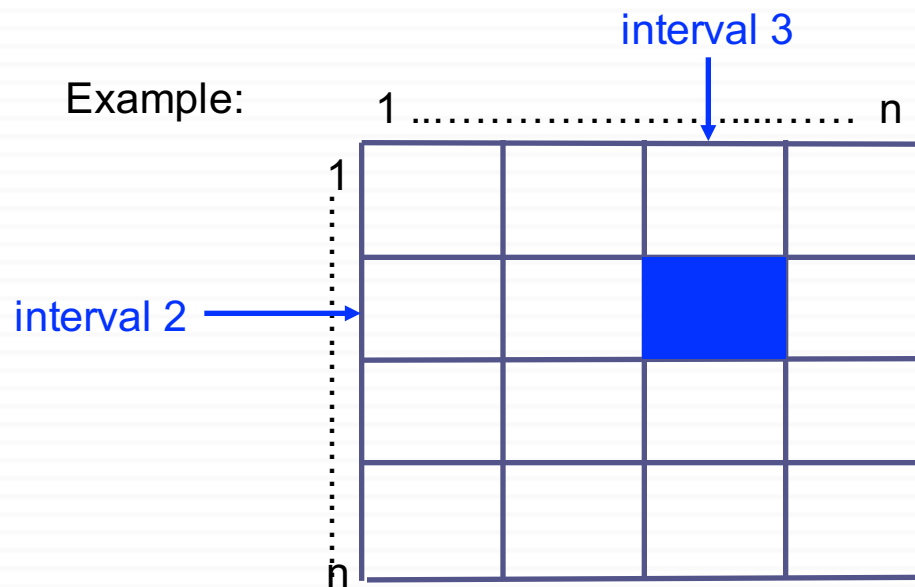 interval 3
Example:
1 ..……………………....…… n
1
interval 2
n